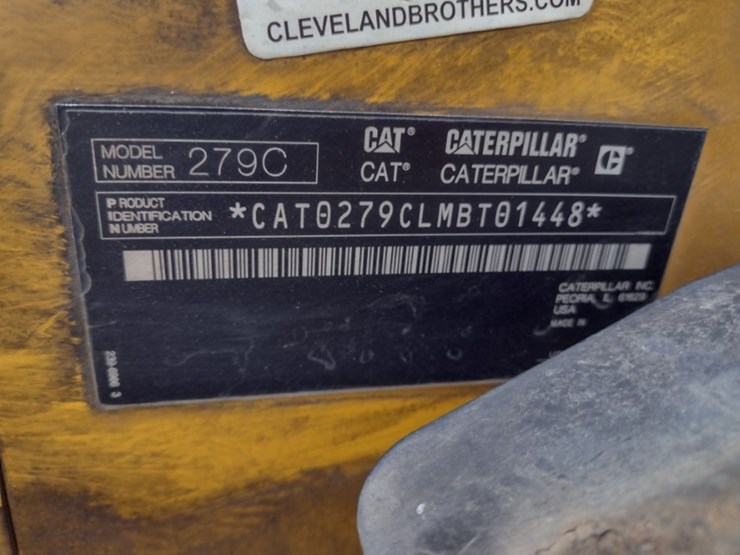 CLEVELANDBROTHERS.COM
MODEL NUMBER 279C
CAT® CATERPILLAR®
CAT® CATERPILLAR®
PRODUCT IDENTIFICATION NUMBER *CAT0279CLMBT01448*
CATERPILLAR INC.
PEORIA, IL 61629
USA
MADE IN